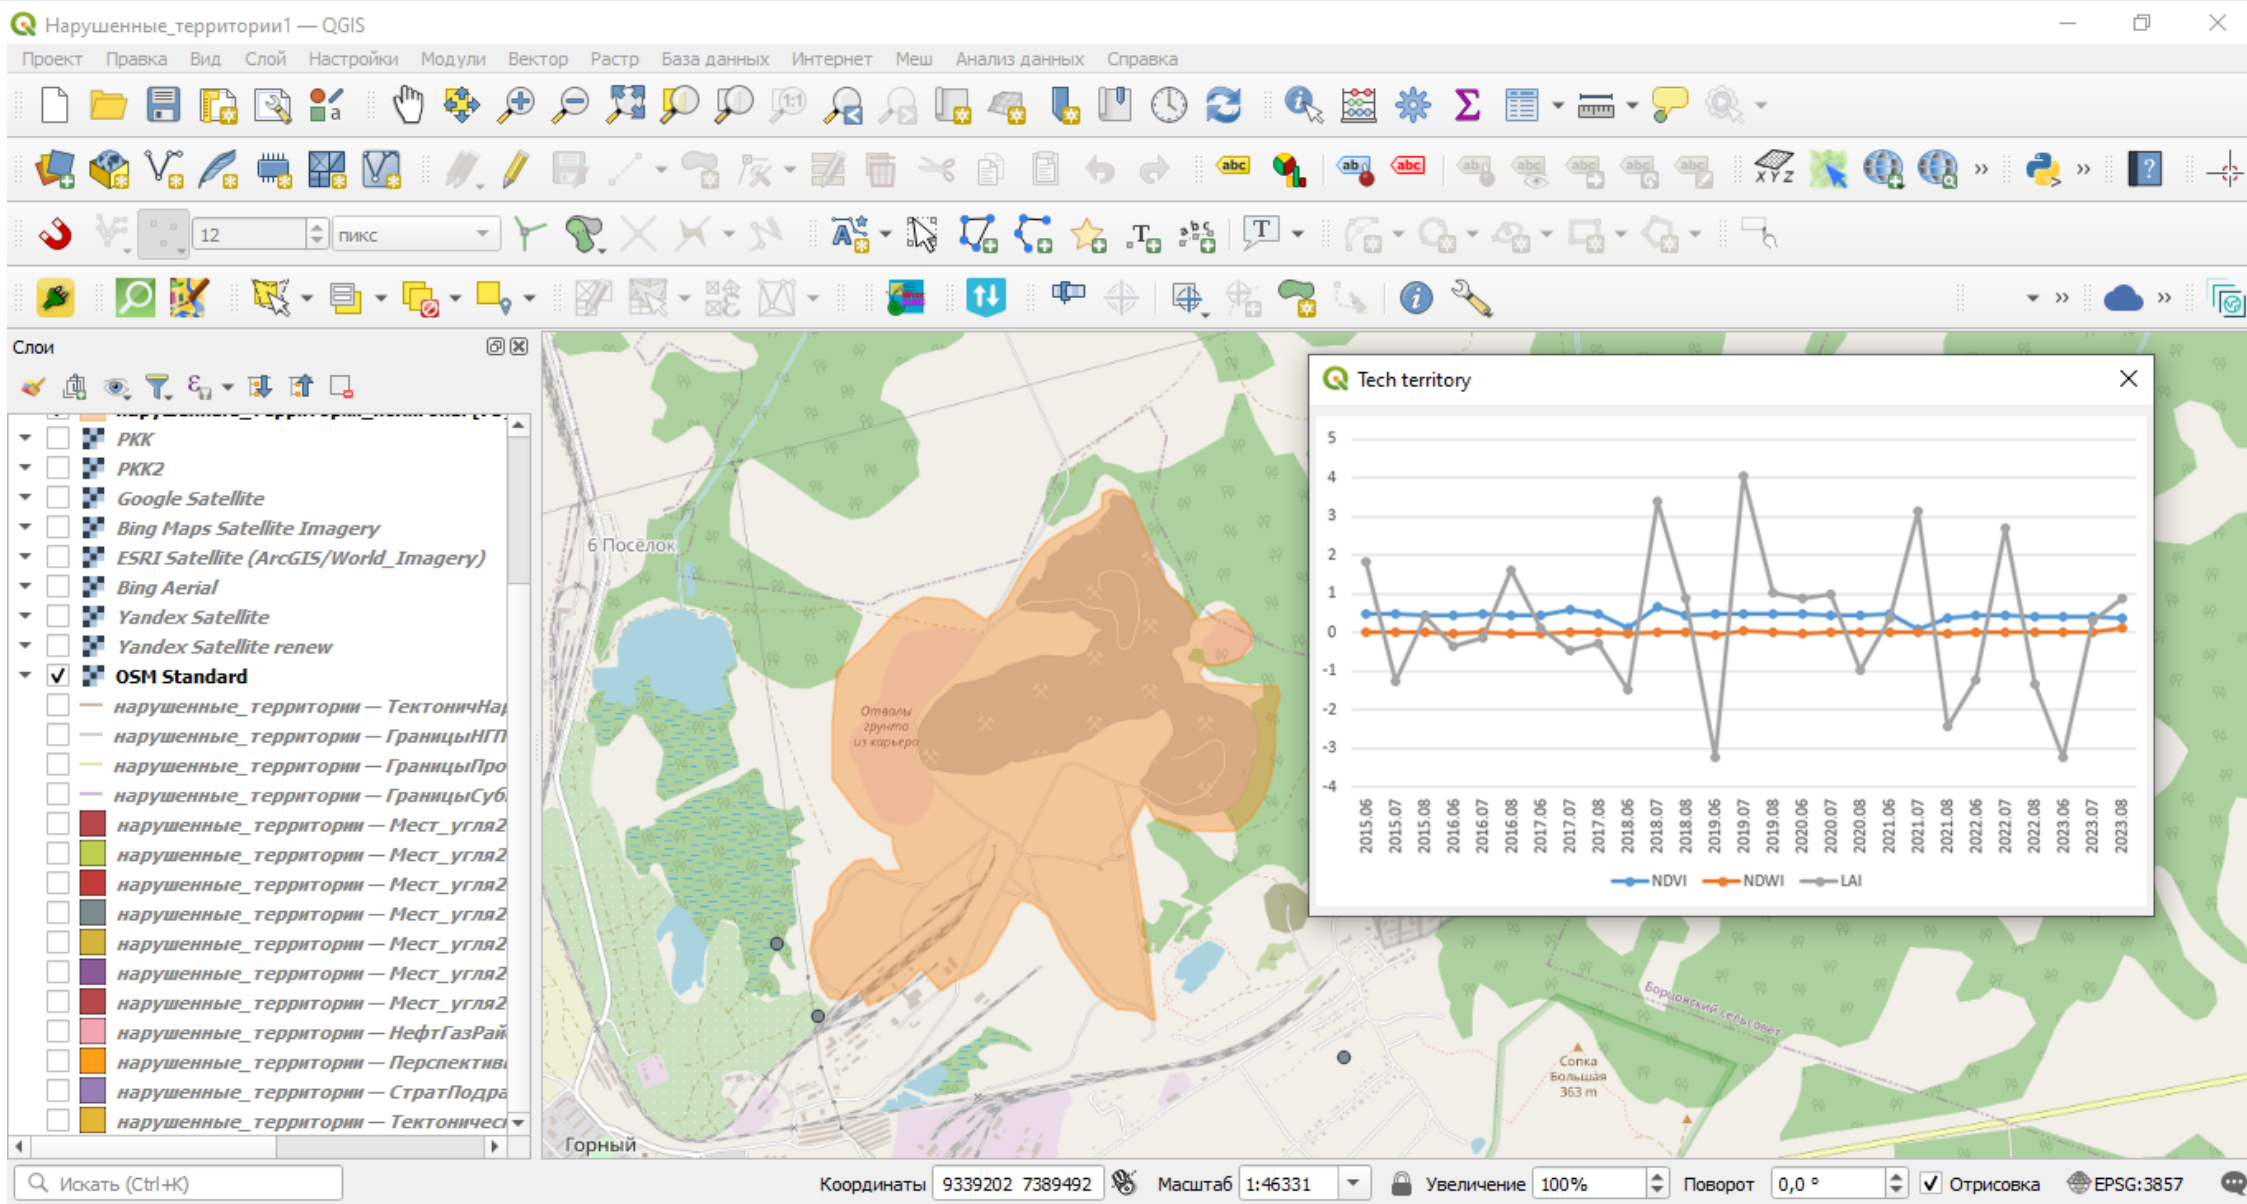 Нарушенные_территории1 — QGIS
Проект Правка Вид Слой Настройки Модули Вектор Растр База данных Интернет Меш Анализ данных Справка
12 пикс
Слои
РКК
РКК2
Google Satellite
Bing Maps Satellite Imagery
ESRI Satellite (ArcGIS/World_Imagery)
Bing Aerial
Yandex Satellite
Yandex Satellite renew
OSM Standard
нарушенные_территории — ТектоничНар
нарушенные_территории — ГраницыНГП
нарушенные_территории — ГраницыПро
нарушенные_территории — ГраницыСуб
нарушенные_территории — Мест_угля2
нарушенные_территории — Мест_угля2
нарушенные_территории — Мест_угля2
нарушенные_территории — Мест_угля2
нарушенные_территории — Мест_угля2
нарушенные_территории — Мест_угля2
нарушенные_территории — Мест_угля2
нарушенные_территории — НефтГазРай
нарушенные_территории — Перспектив
нарушенные_территории — СтратПодра
нарушенные_территории — Тектоничес
6 Посёлок
Отвалы
грунта
из карьера
Горный
Борцовский сельсовет
Сопка
Большая
363 m
Tech territory
5
4
3
2
1
0
-1
-2
-3
-4
2015.06 2015.07 2015.08 2016.06 2016.07 2016.08 2017.06 2017.07 2017.08 2018.06 2018.07 2018.08 2019.06 2019.07 2019.08 2020.06 2020.07 2020.08 2021.06 2021.07 2021.08 2022.06 2022.07 2022.08 2023.06 2023.07 2023.08
NDVI NDWI LAI
Искать (Ctrl+K) Координаты 9339202 7389492 Масштаб 1:46331 Увеличение 100% Поворот 0,0 ° Отрисовка EPSG:3857